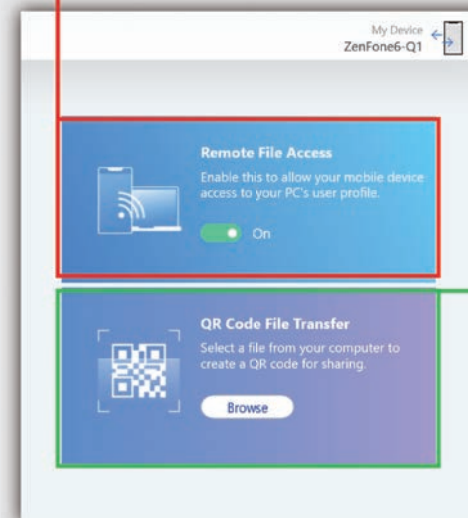 My Device
ZenFone6-Q1
Remote File Access
Enable this to allow your mobile device
access to your PC's user profile.
On
QR Code File Transfer
Select a file from your computer to
create a QR code for sharing.
Browse